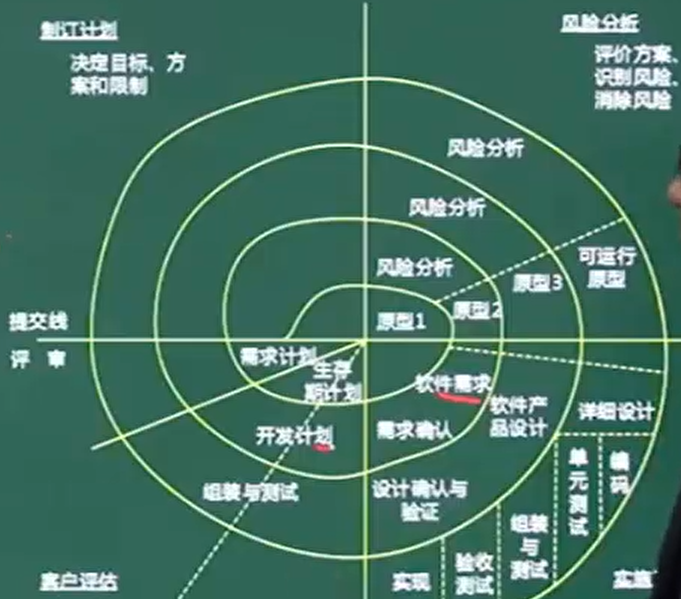 制订计划
决定目标、方
案和限制
风险分析
评价方案、
识别风险、
消除风险
风险分析
风险分析
风险分析
可运行
原型
原型3
原型2
原型1
提交线
评 审
需求计划
生存
期计划
软件需求
软件产
品设计
详细设计
开发计划
需求确认
单元测试
编码
组装与测试
设计确认与
验证
组装
与
测试
验收
测试
实现
客户评估